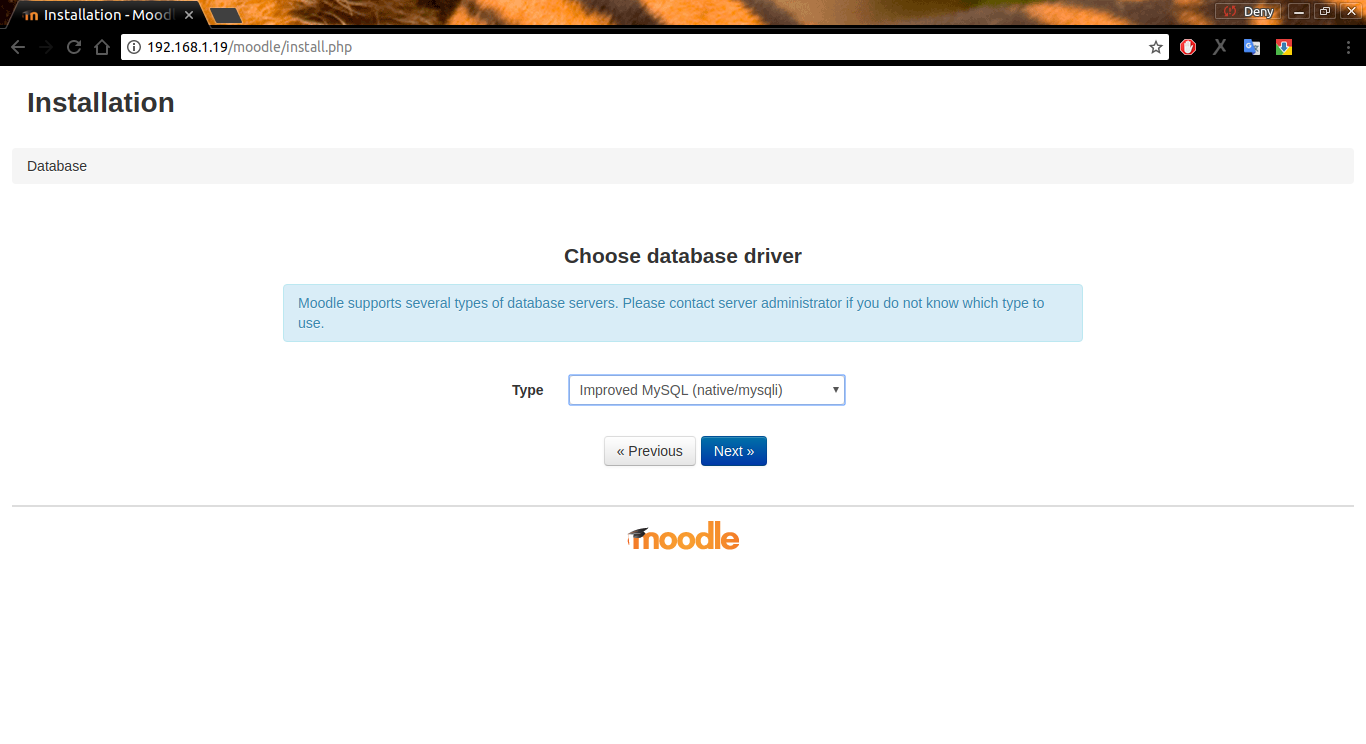 Installation - Mood
Deny
192.168.1.19/moodle/install.php
Installation
Database
Choose database driver
Moodle supports several types of database servers. Please contact server administrator if you do not know which type to
use.
Type Improved MySQL (native/mysqli)
« Previous Next »
moodle